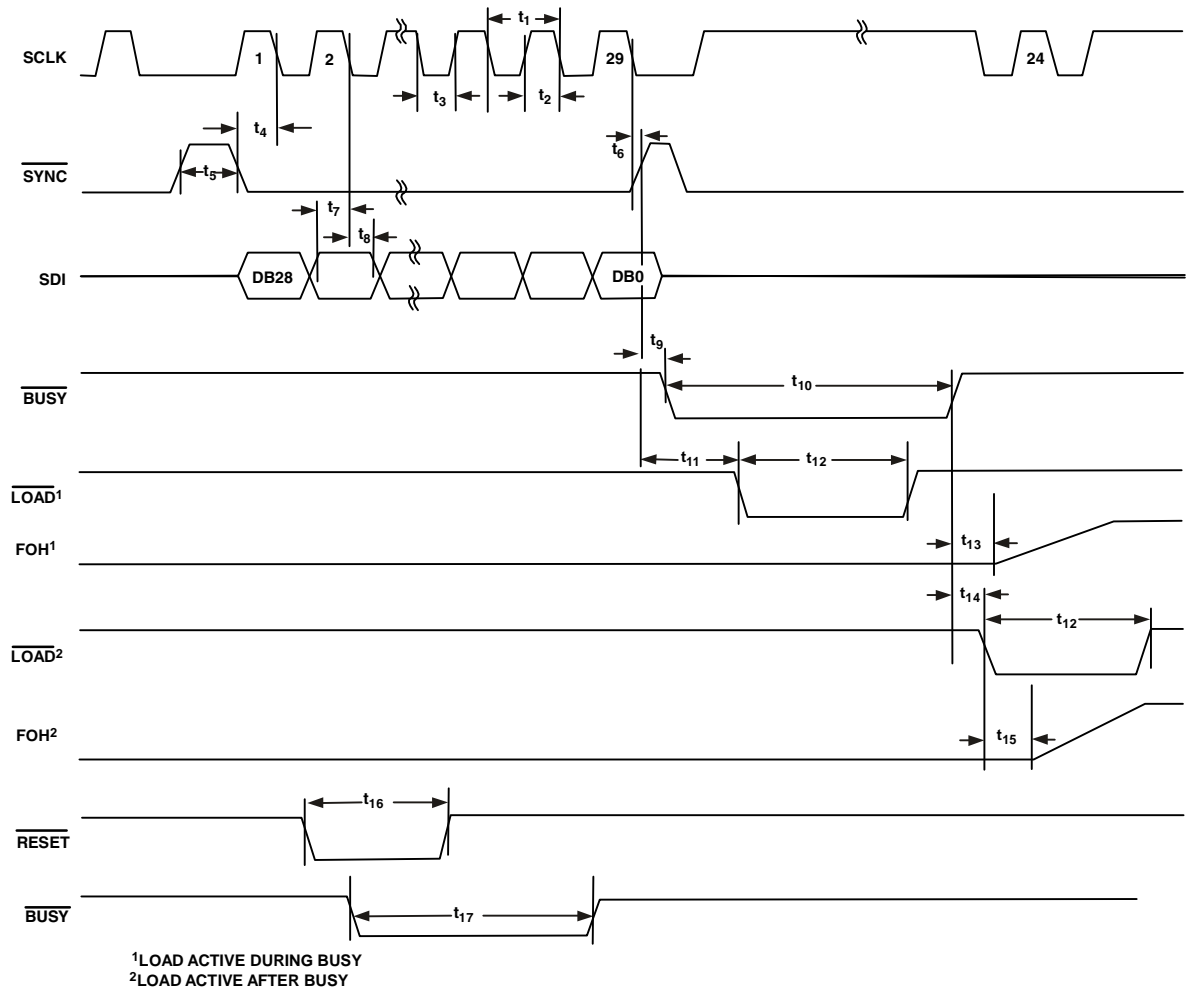 t1
SCLK
1
2
29
24
t3
t2
t4
t6
SYNC
t5
t7
t8
SDI
DB28
DB0
t9
BUSY
t10
t11
t12
LOAD1
FOH1
t13
t14
t12
LOAD2
FOH2
t15
t16
RESET
BUSY
t17
1LOAD ACTIVE DURING BUSY
2LOAD ACTIVE AFTER BUSY